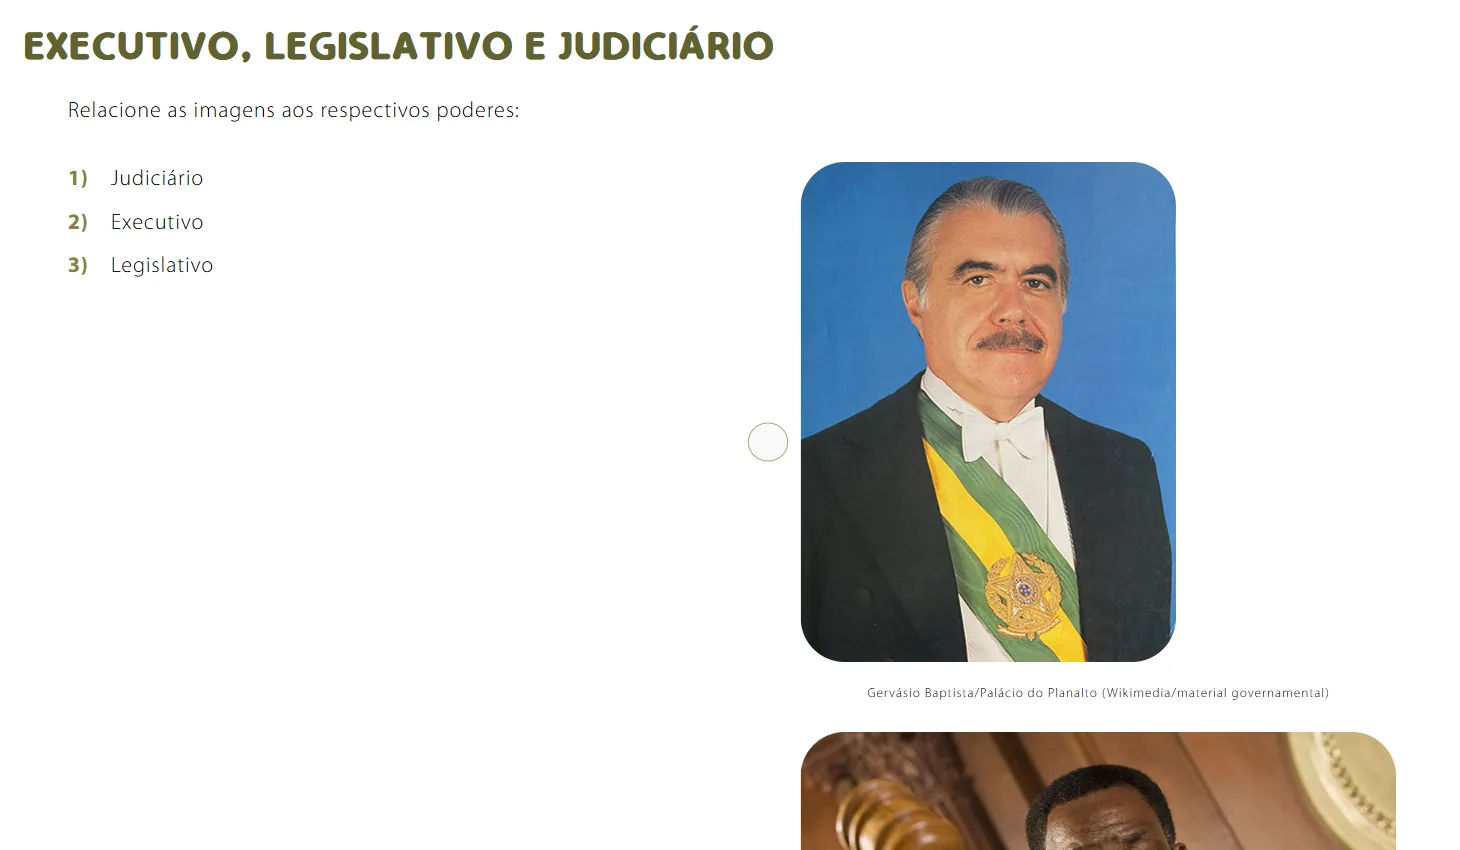 EXECUTIVO, LEGISLATIVO E JUDICIÁRIO
Relacione as imagens aos respectivos poderes:
1) Judiciário
2) Executivo
3) Legislativo
Gervásio Baptista/Palácio do Planalto (Wikimedia/material governamental)